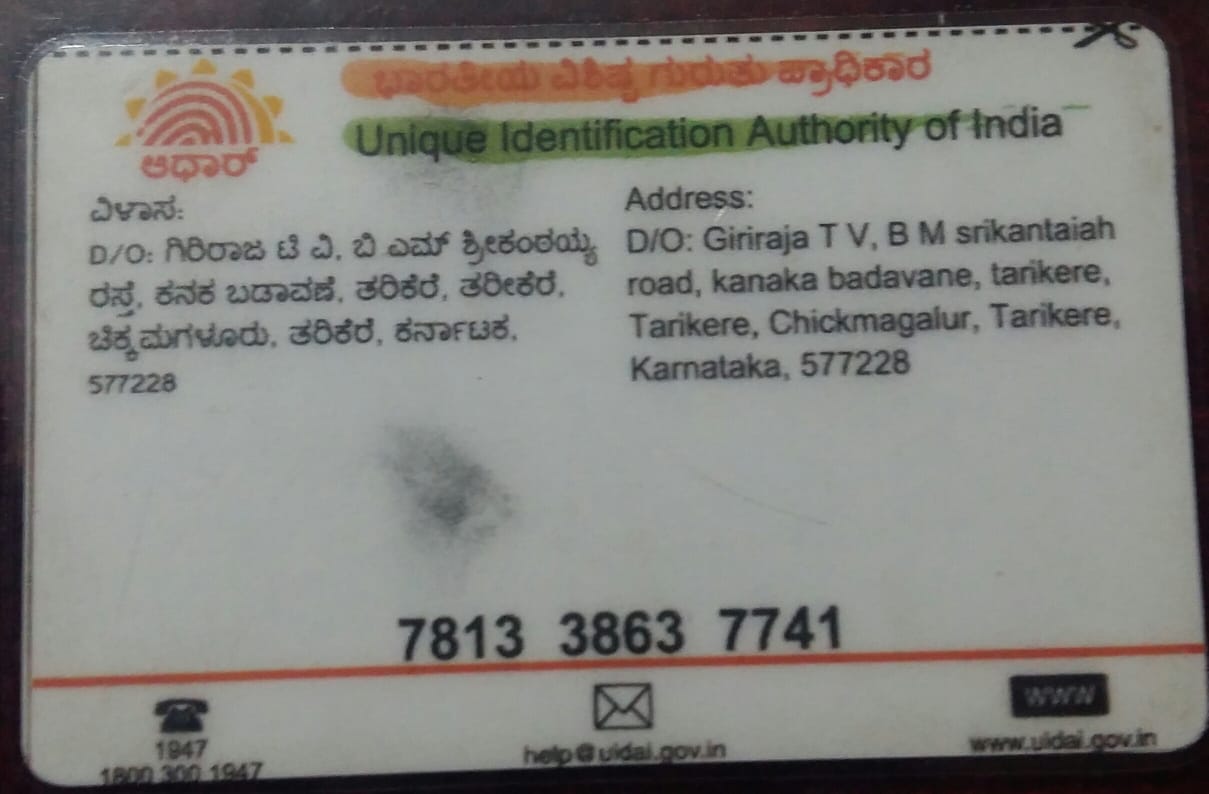 ಭಾರತೀಯ ವಿಶಿಷ್ಟ ಗುರುತು ಪ್ರಾಧಿಕಾರ
Unique Identification Authority of India
ಆಧಾರ್
ವಿಳಾಸ:
D/O: ಗಿರಿರಾಜ ಟಿ ವಿ, ಬಿ ಎಮ್ ಶ್ರೀಕಂಠಯ್ಯ
ರಸ್ತೆ, ಕನಕ ಬಡಾವಣೆ, ತರಿಕೆರೆ, ತರೀಕೆರೆ,
ಚಿಕ್ಕಮಗಳೂರು, ತರಿಕೆರೆ, ಕರ್ನಾಟಕ,
577228
Address:
D/O: Giriraja T V, B M srikantaiah
road, kanaka badavane, tarikere,
Tarikere, Chickmagalur, Tarikere,
Karnataka, 577228
7813 3863 7741
1947
1800 300 1947
help@uidai.gov.in
www
www.uidai.gov.in